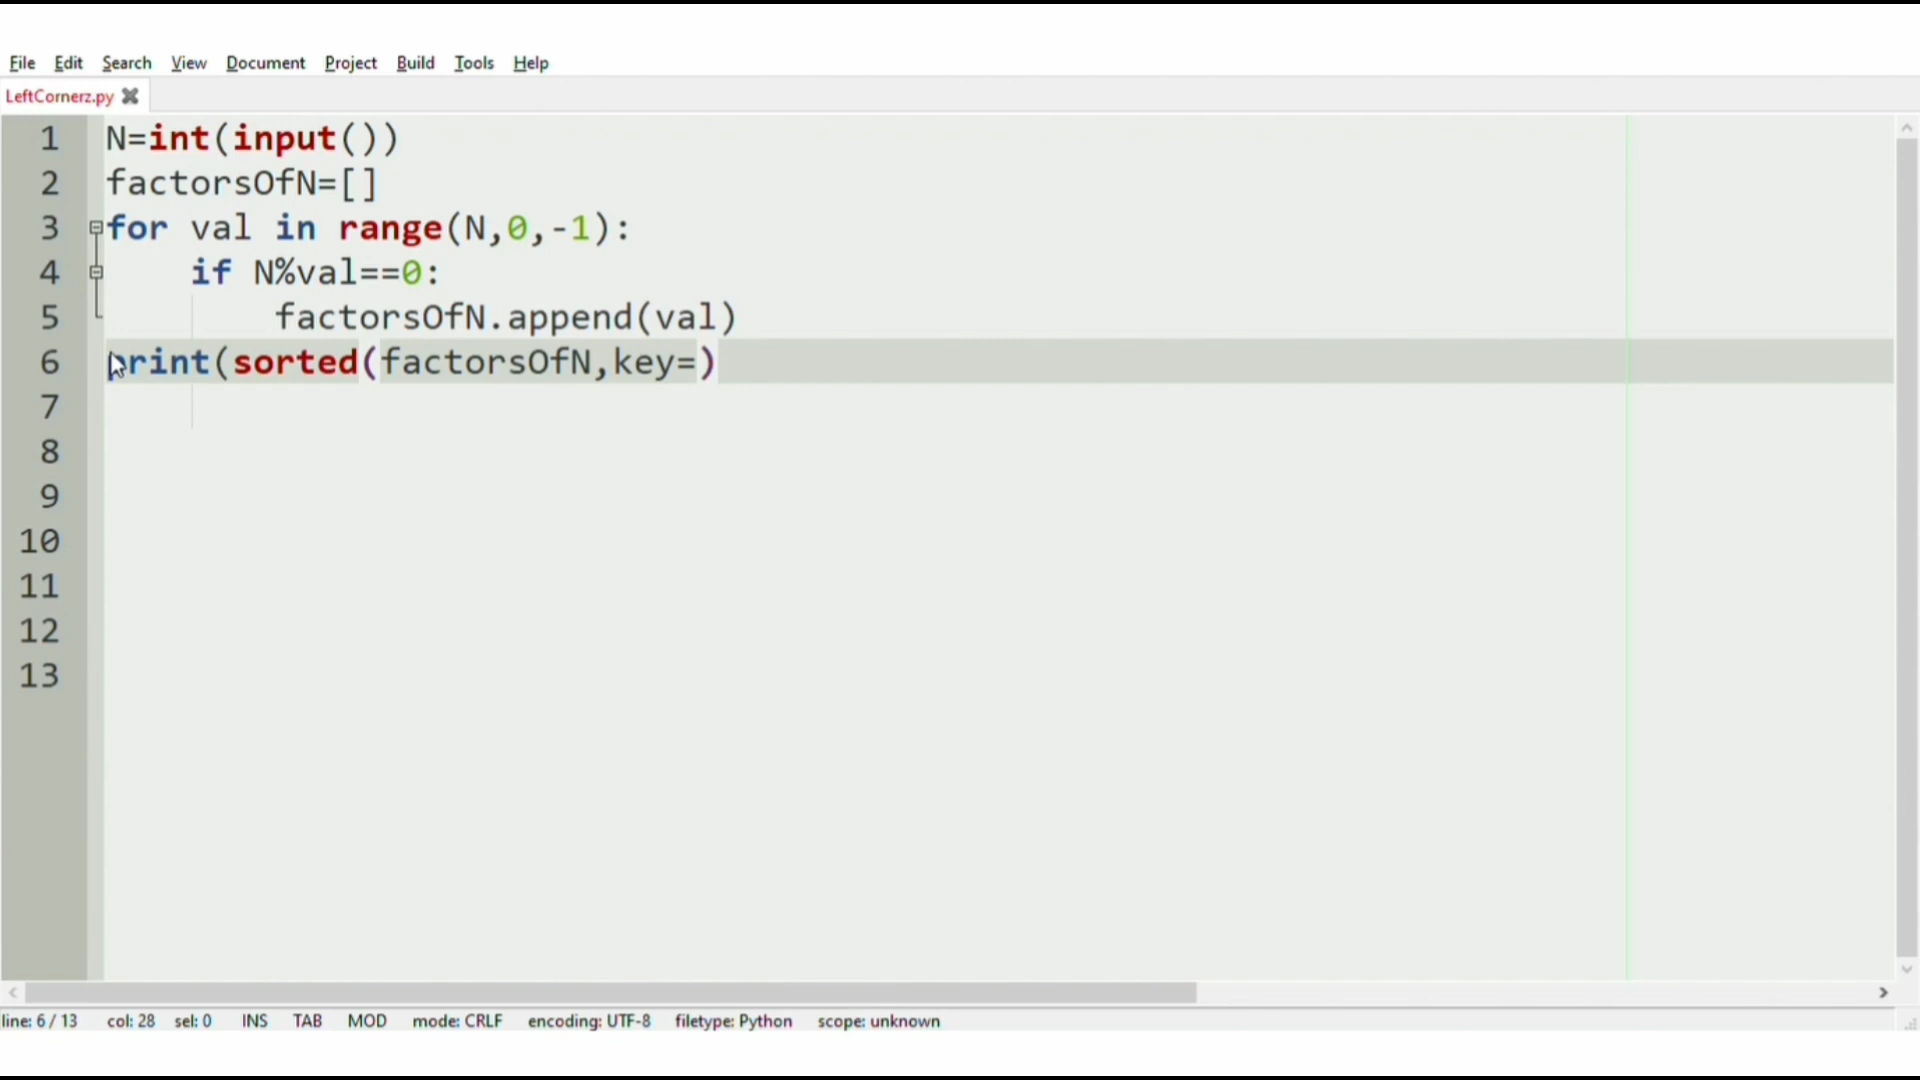 File Edit Search View Document Project Build Tools Help
LeftCornerz.py
1 N=int(input())
2 factorsOfN=[]
3 for val in range(N,0,-1):
4 if N%val==0:
5 factorsOfN.append(val)
6 print(sorted(factorsOfN,key=)
7
8
9
10
11
12
13
line: 6 / 13 col: 28 sel: 0 INS TAB MOD mode: CRLF encoding: UTF-8 filetype: Python scope: unknown